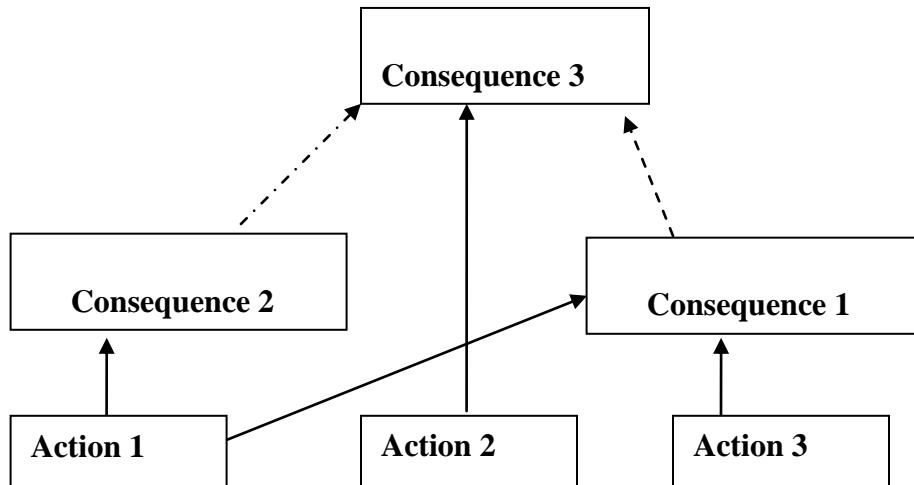 Consequence 3
Consequence 2
Consequence 1
Action 1
Action 2
Action 3